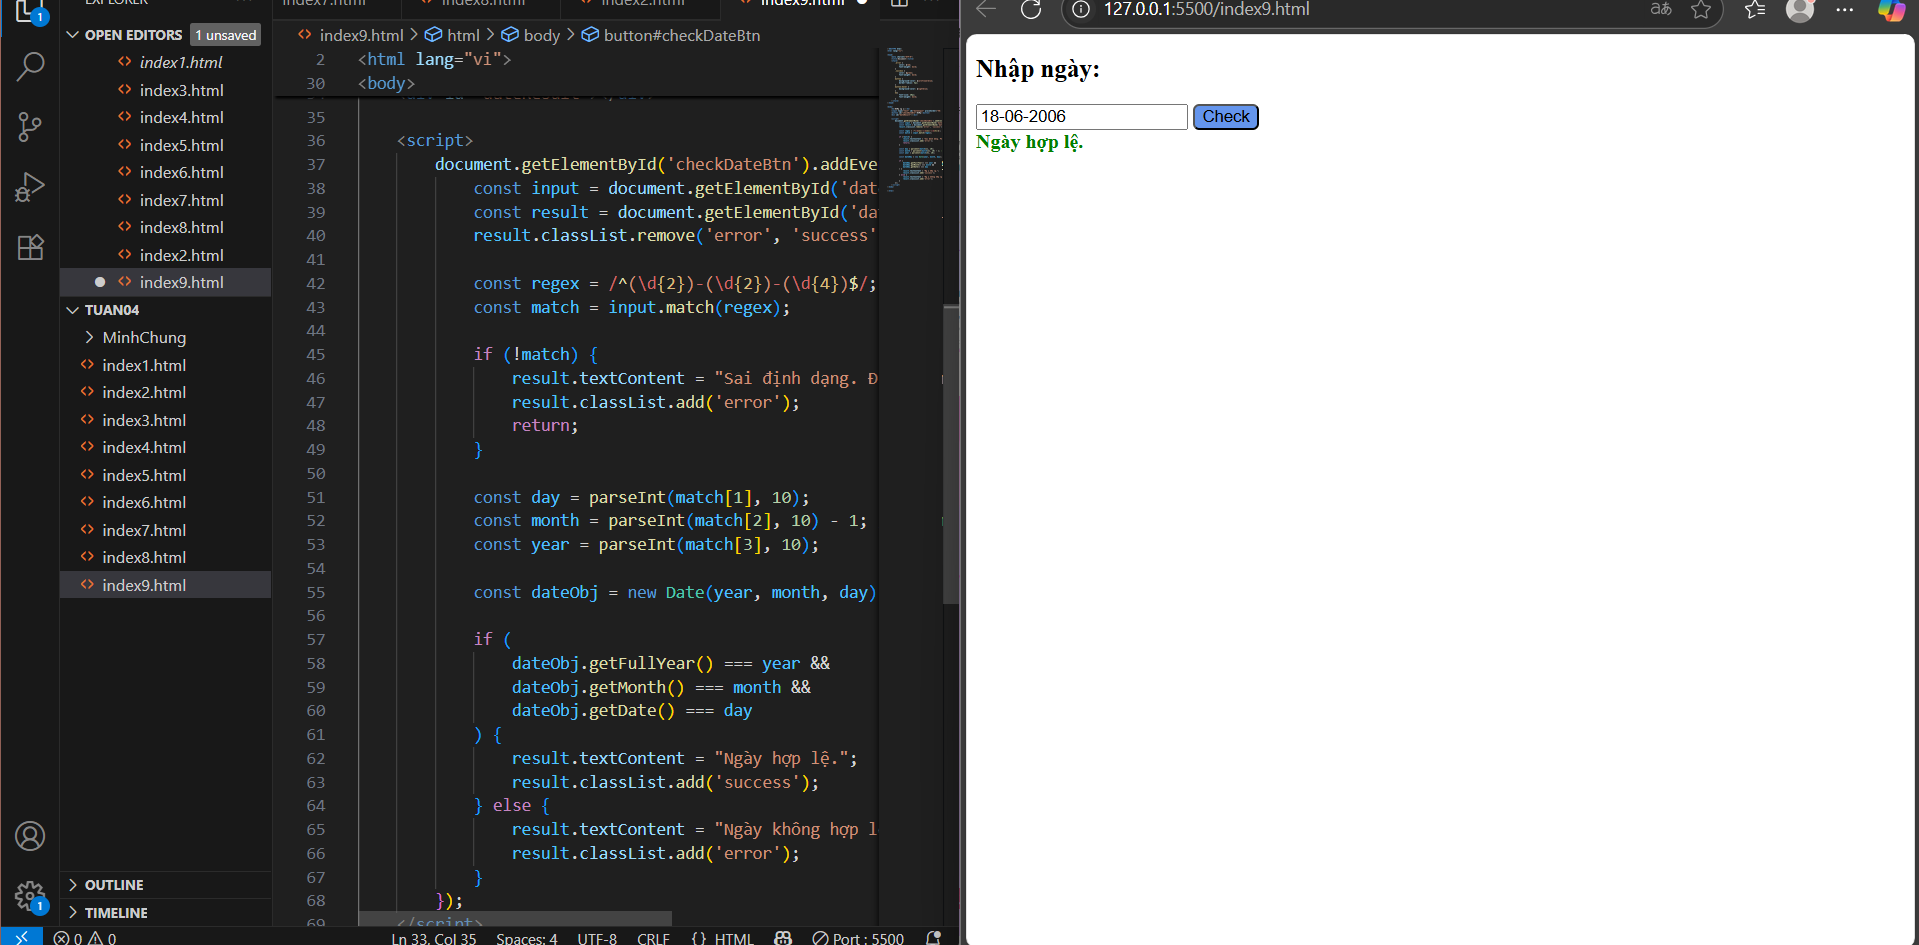 EXPLORER
OPEN EDITORS 1 unsaved
index1.html
index3.html
index4.html
index5.html
index6.html
index7.html
index8.html
index2.html
index9.html
TUAN04
MinhChung
index1.html
index2.html
index3.html
index4.html
index5.html
index6.html
index7.html
index8.html
index9.html
OUTLINE
TIMELINE
1
1
index7.html index8.html index2.html index9.html
index9.html > html > body > button#checkDateBtn
2 <html lang="vi">
30 <body>
35
36 <script>
37 document.getElementById('checkDateBtn').addEve
38 const input = document.getElementById('dat
39 const result = document.getElementById('da
40 result.classList.remove('error', 'success'
41
42 const regex = /^(\d{2})-(\d{2})-(\d{4})$/;
43 const match = input.match(regex);
44
45 if (!match) {
46 result.textContent = "Sai định dạng. Đ
47 result.classList.add('error');
48 return;
49 }
50
51 const day = parseInt(match[1], 10);
52 const month = parseInt(match[2], 10) - 1;
53 const year = parseInt(match[3], 10);
54
55 const dateObj = new Date(year, month, day)
56
57 if (
58 dateObj.getFullYear() === year &&
59 dateObj.getMonth() === month &&
60 dateObj.getDate() === day
61 ) {
62 result.textContent = "Ngày hợp lệ.";
63 result.classList.add('success');
64 } else {
65 result.textContent = "Ngày không hợp l
66 result.classList.add('error');
67 }
68 });
69 </script>
0 0 Ln 33, Col 35 Spaces: 4 UTF-8 CRLF {} HTML Port : 5500
127.0.0.1:5500/index9.html
Nhập ngày:
18-06-2006 Check
Ngày hợp lệ.